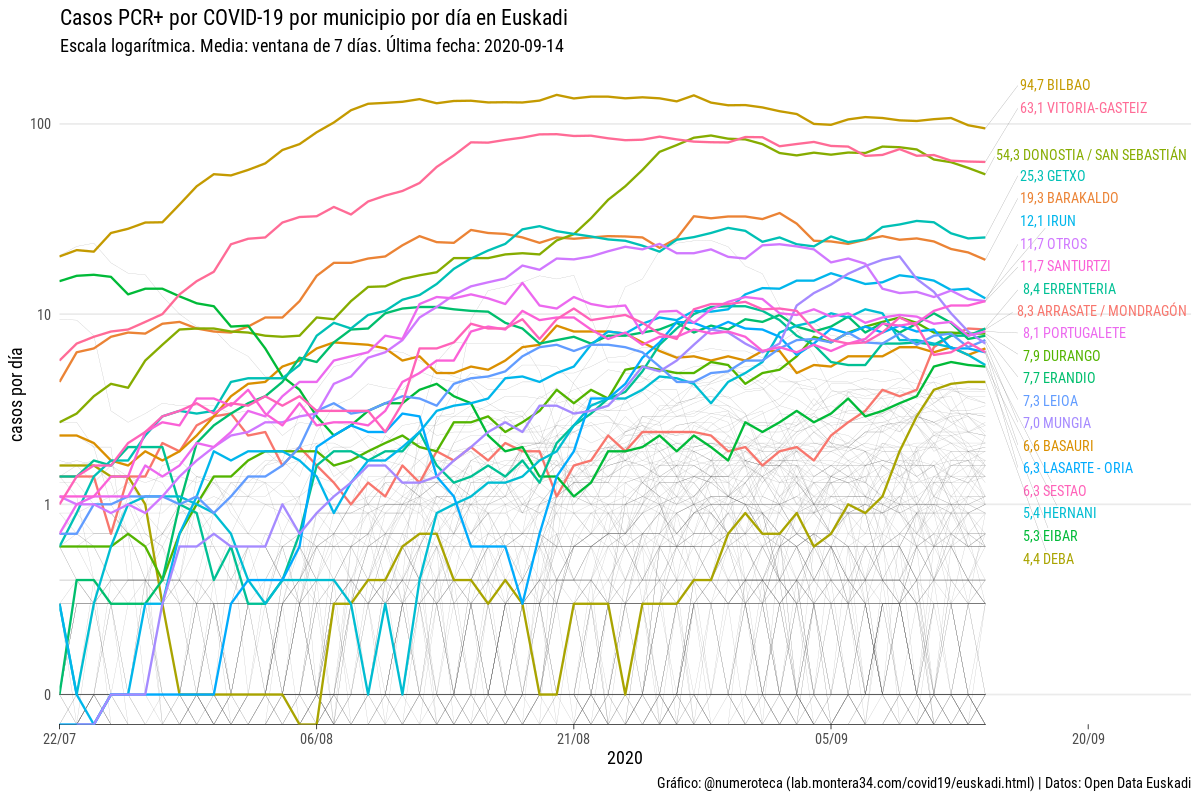 Casos PCR+ por COVID-19 por municipio por día en Euskadi
Escala logarítmica. Media: ventana de 7 días. Última fecha: 2020-09-14
casos por día
100
10
1
0
94,7 BILBAO
63,1 VITORIA-GASTEIZ
54,3 DONOSTIA / SAN SEBASTIÁN
25,3 GETXO
19,3 BARAKALDO
12,1 IRUN
11,7 OTROS
11,7 SANTURTZI
8,4 ERRENTERIA
8,3 ARRASATE / MONDRAGÓN
8,1 PORTUGALETE
7,9 DURANGO
7,7 ERANDIO
7,3 LEIOA
7,0 MUNGIA
6,6 BASAURI
6,3 LASARTE - ORIA
6,3 SESTAO
5,4 HERNANI
5,3 EIBAR
4,4 DEBA
22/07
06/08
21/08
05/09
20/09
2020
Gráfico: @numeroteca (lab.montera34.com/covid19/euskadi.html) | Datos: Open Data Euskadi